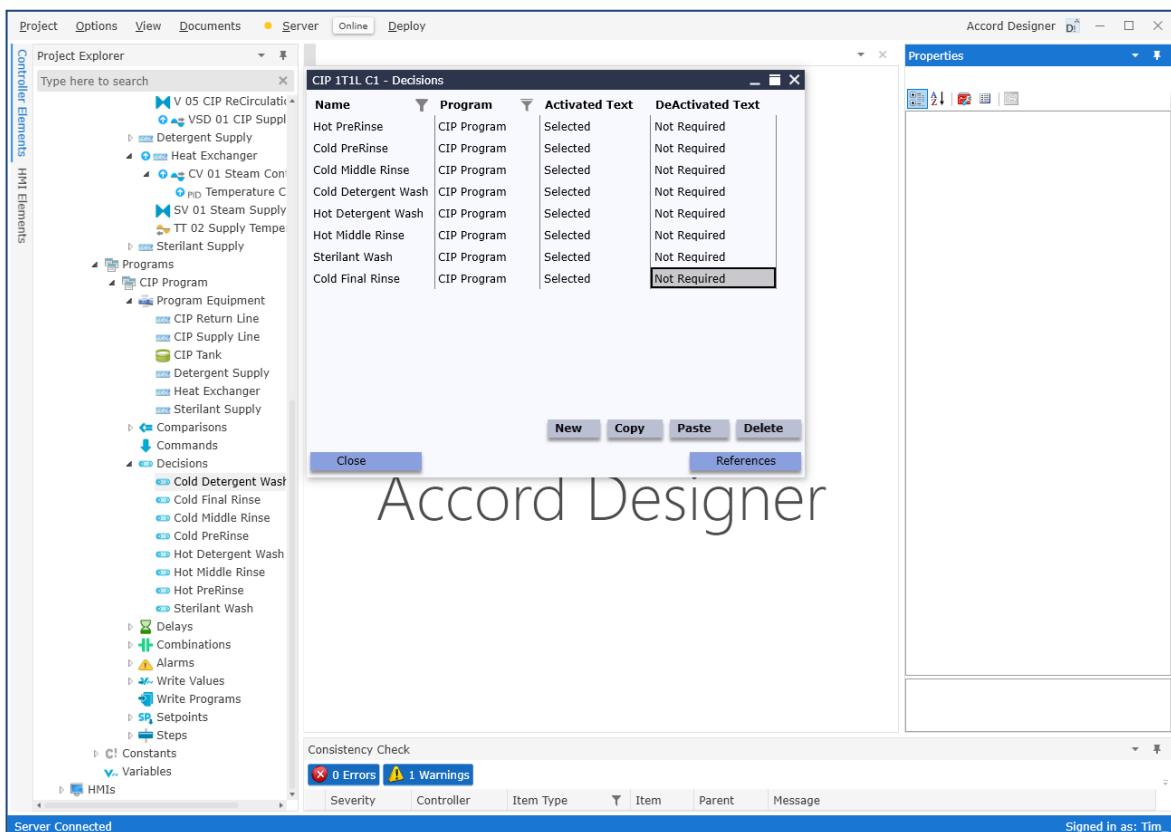 Project Options View Documents Server Online Deploy Accord Designer D!
Controller Elements
HMI Elements
Project Explorer
Type here to search
V 05 CIP ReCirculatic
VSD 01 CIP Suppl
Detergent Supply
Heat Exchanger
CV 01 Steam Con
PID Temperature C
SV 01 Steam Supply
TT 02 Supply Tempe
Sterilant Supply
Programs
CIP Program
Program Equipment
CIP Return Line
CIP Supply Line
CIP Tank
Detergent Supply
Heat Exchanger
Sterilant Supply
Comparisons
Commands
Decisions
Cold Detergent Wash
Cold Final Rinse
Cold Middle Rinse
Cold PreRinse
Hot Detergent Wash
Hot Middle Rinse
Hot PreRinse
Sterilant Wash
Delays
Combinations
Alarms
Write Values
Write Programs
SP. Setpoints
Steps
C! Constants
V.. Variables
HMIs
CIP 1T1L C1 - Decisions
Name Program Activated Text DeActivated Text
Hot PreRinse CIP Program Selected Not Required
Cold PreRinse CIP Program Selected Not Required
Cold Middle Rinse CIP Program Selected Not Required
Cold Detergent Wash CIP Program Selected Not Required
Hot Detergent Wash CIP Program Selected Not Required
Hot Middle Rinse CIP Program Selected Not Required
Sterilant Wash CIP Program Selected Not Required
Cold Final Rinse CIP Program Selected Not Required
New Copy Paste Delete
Close References
Accord Designer
Properties
Consistency Check
0 Errors 1 Warnings
Severity Controller Item Type Item Parent Message
Server Connected Signed in as: Tim